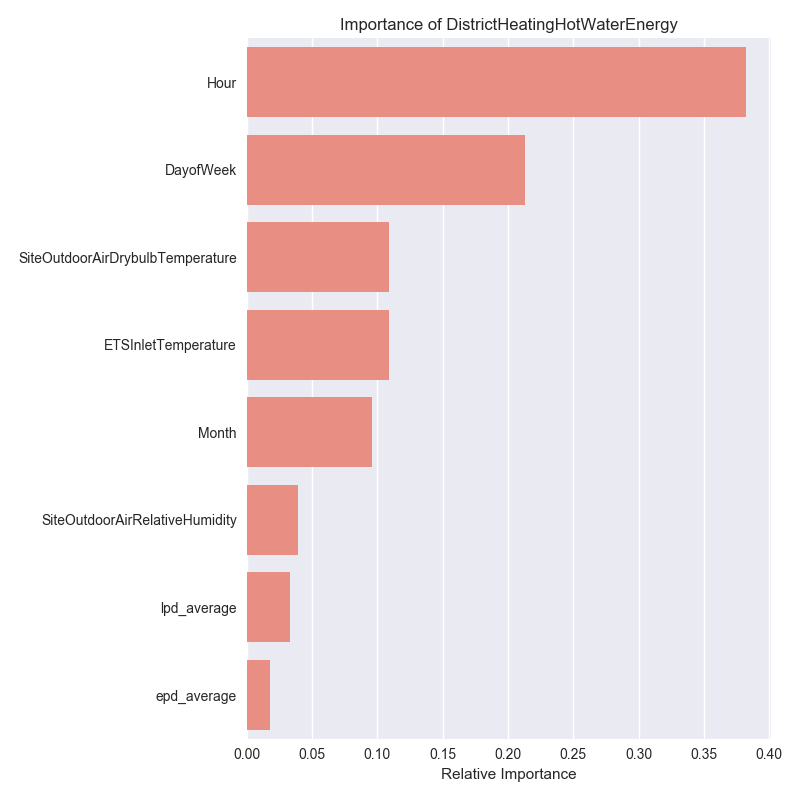 Importance of DistrictHeatingHotWaterEnergy
Hour
DayofWeek
SiteOutdoorAirDrybulbTemperature
ETSInletTemperature
Month
SiteOutdoorAirRelativeHumidity
lpd_average
epd_average
0.00 0.05 0.10 0.15 0.20 0.25 0.30 0.35 0.40
Relative Importance